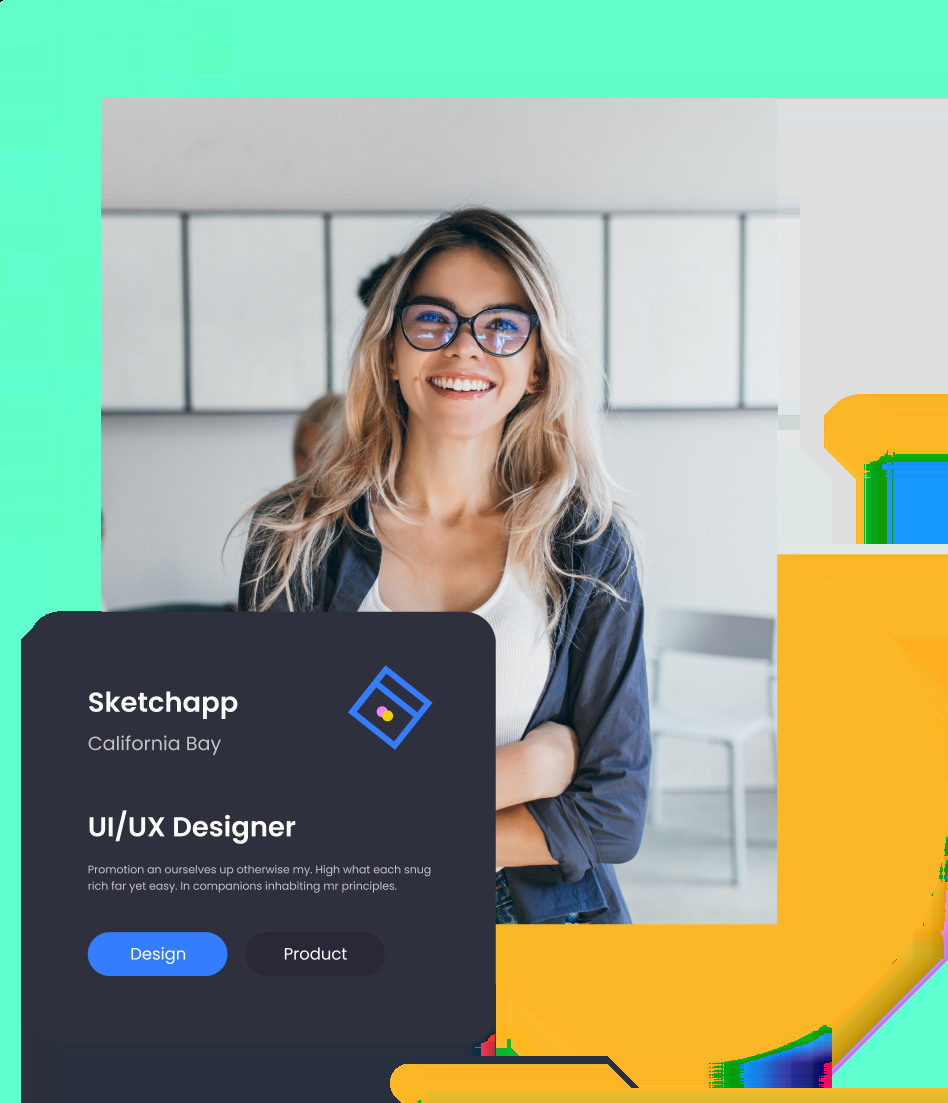 Sketchapp
California Bay
UI/UX Designer
Promotion an ourselves up otherwise my. High what each snug
rich far yet easy. In companions inhabiting mr principles.
Design
Product